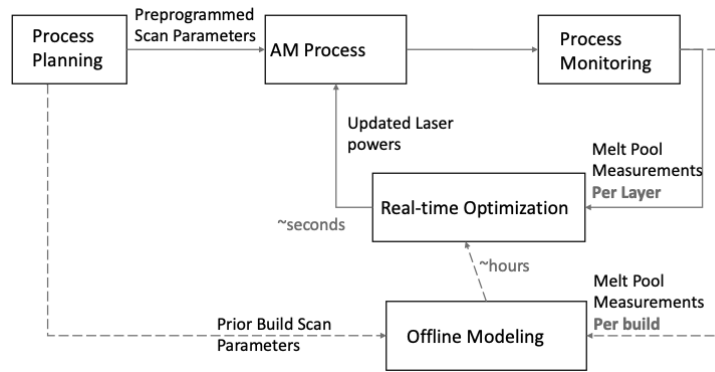 Preprogrammed
Scan Parameters
Process
Planning
AM Process
Process
Monitoring
Updated Laser
powers
Melt Pool
Measurements
Per Layer
Real-time Optimization
~seconds
~hours
Melt Pool
Measurements
Per build
Prior Build Scan
Parameters
Offline Modeling